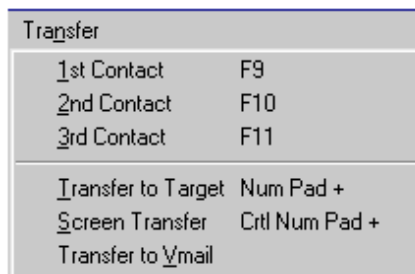 Transfer
1st Contact F9
2nd Contact F10
3rd Contact F11
Transfer to Target Num Pad +
Screen Transfer Crtl Num Pad +
Transfer to Vmail